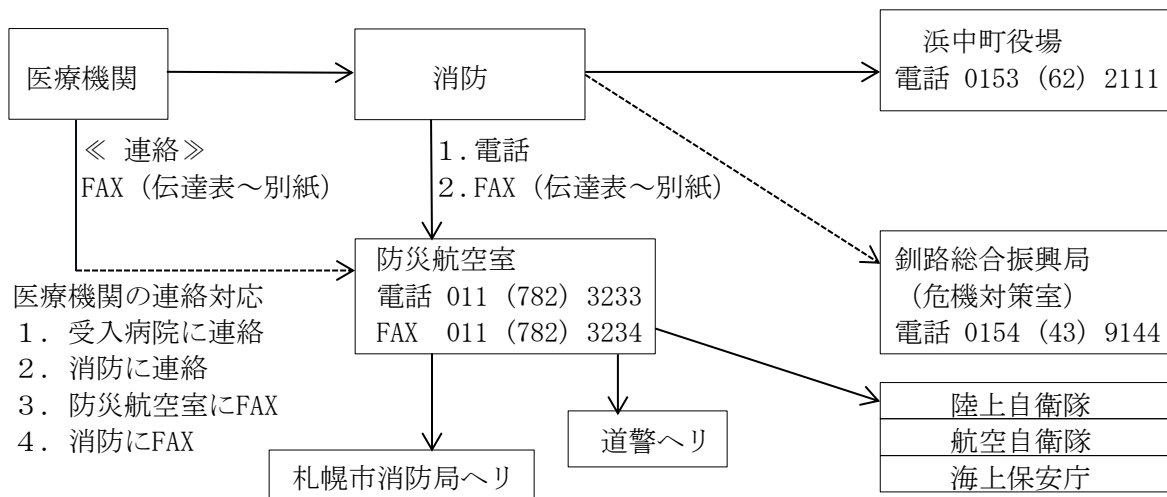 医療機関
消防
浜中町役場
電話 0153 (62) 2111
≪ 連絡≫
FAX (伝達表～別紙)
１.電話
２.FAX (伝達表～別紙)
防災航空室
電話 011 (782) 3233
FAX 011 (782) 3234
釧路総合振興局
(危機対策室)
電話 0154 (43) 9144
医療機関の連絡対応
１. 受入病院に連絡
２. 消防に連絡
３. 防災航空室にFAX
４. 消防にFAX
札幌市消防局ヘリ
道警ヘリ
陸上自衛隊
航空自衛隊
海上保安庁